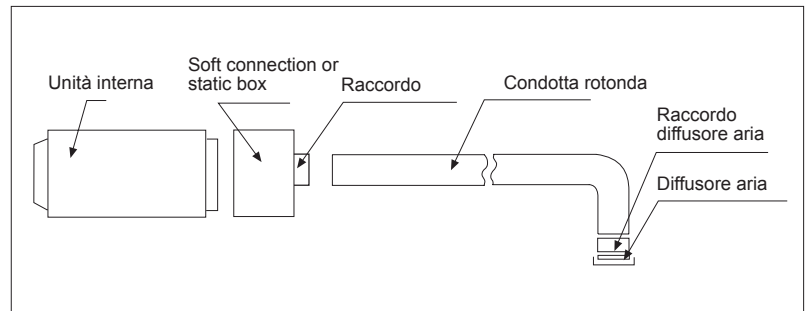 Unità interna
Soft connection or
static box
Raccordo
Condotta rotonda
Raccordo
diffusore aria
Diffusore aria